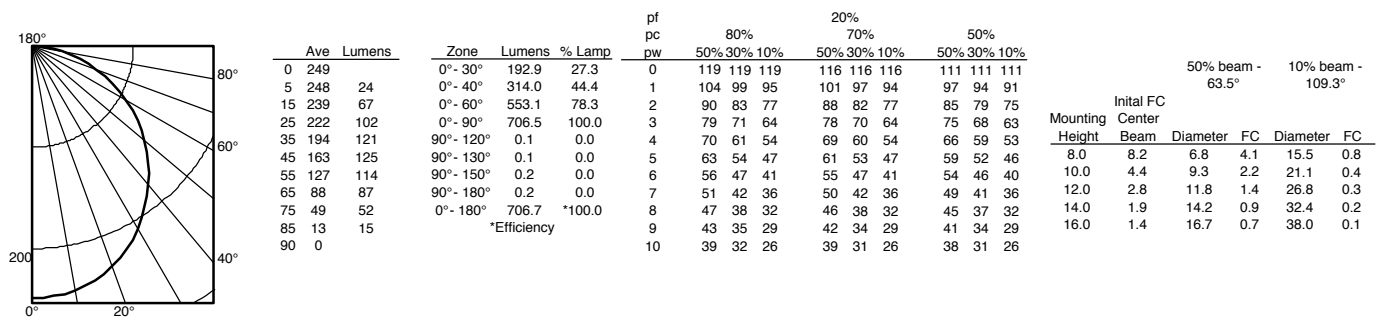 180°
80°
60°
200
40°
0°
20°
Ave Lumens
0 249
5 248 24
15 239 67
25 222 102
35 194 121
45 163 125
55 127 114
65 88 87
75 49 52
85 13 15
90 0
Zone Lumens % Lamp
0°- 30° 192.9 27.3
0°- 40° 314.0 44.4
0°- 60° 553.1 78.3
0°- 90° 706.5 100.0
90°- 120° 0.1 0.0
90°- 130° 0.1 0.0
90°- 150° 0.2 0.0
90°- 180° 0.2 0.0
0°- 180° 706.7 *100.0
*Efficiency
pf 20%
pc 80% 70% 50%
pw 50% 30% 10% 50% 30% 10% 50% 30% 10%
0 119 119 119 116 116 116 111 111 111
1 104 99 95 101 97 94 97 94 91
2 90 83 77 88 82 77 85 79 75
3 79 71 64 78 70 64 75 68 63
4 70 61 54 69 60 54 66 59 53
5 63 54 47 61 53 47 59 52 46
6 56 47 41 55 47 41 54 46 40
7 51 42 36 50 42 36 49 41 36
8 47 38 32 46 38 32 45 37 32
9 43 35 29 42 34 29 41 34 29
10 39 32 26 39 31 26 38 31 26
50% beam - 10% beam -
63.5° 109.3°
Inital FC
Mounting Center
Height Beam Diameter FC Diameter FC
8.0 8.2 6.8 4.1 15.5 0.8
10.0 4.4 9.3 2.2 21.1 0.4
12.0 2.8 11.8 1.4 26.8 0.3
14.0 1.9 14.2 0.9 32.4 0.2
16.0 1.4 16.7 0.7 38.0 0.1